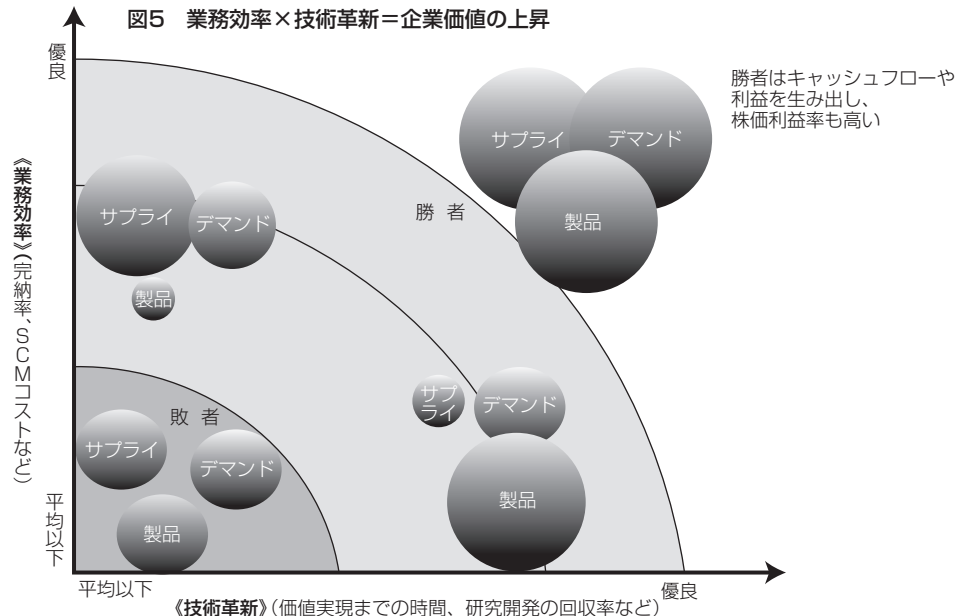 図5　業務効率×技術革新＝企業価値の上昇
優良
勝者はキャッシュフローや
利益を生み出し、
株価利益率も高い
サプライ
デマンド
製品
勝 者
サプライ
デマンド
製品
《業務効率》(完納率、SCMコストなど)
サプ
ライ
デマンド
製品
敗 者
サプライ
デマンド
製品
平均以下
平均以下
優良
《技術革新》(価値実現までの時間、研究開発の回収率など)